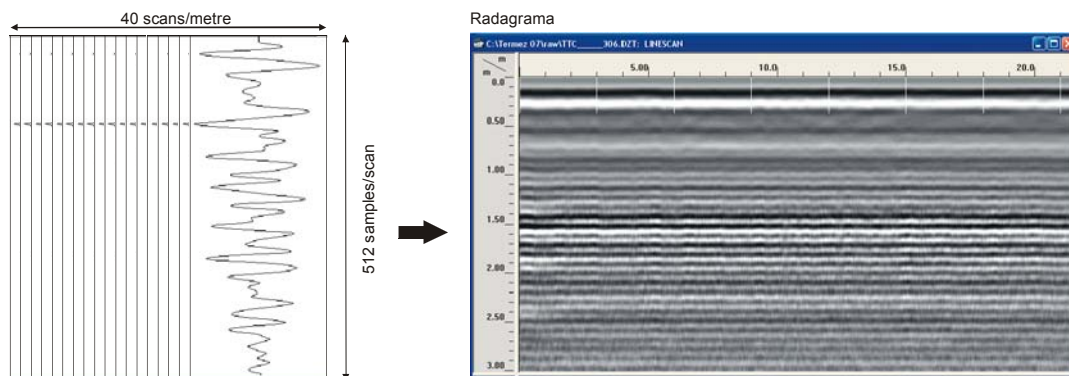 40 scans/metre
512 samples/scan
Radagrama
C:\Termez 07\raw\TTC_____306.DZT: LINESCAN
m
m
5.00 10.0 15.0 20.0
0.0
0.50
1.00
1.50
2.00
2.50
3.00